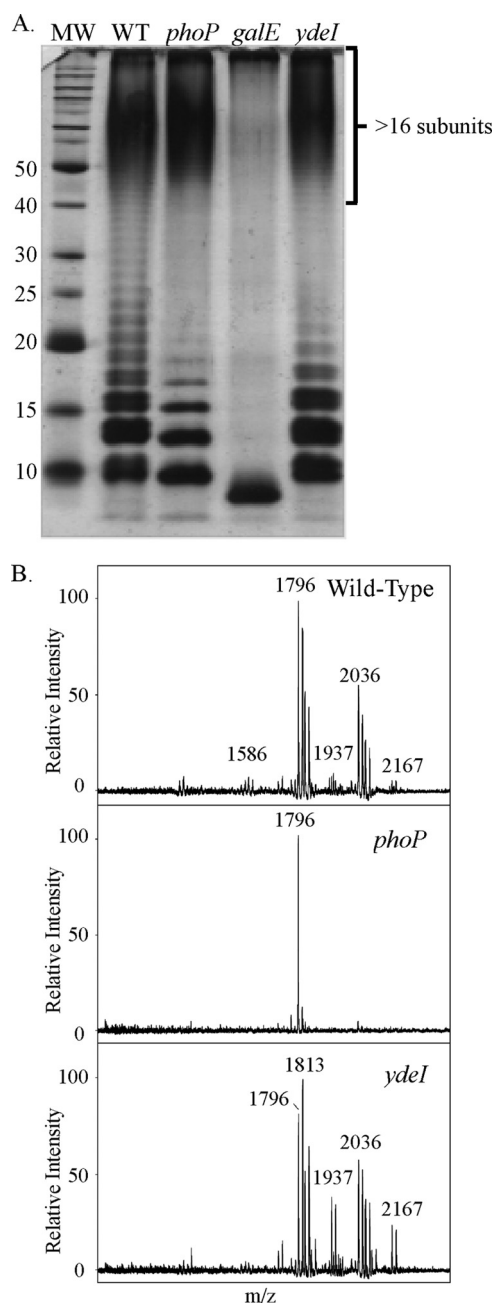 A.
MW WT phoP galE ydeI
>16 subunits
50
40
30
25
20
15
10
B.
100
50
0
Relative Intensity
Wild-Type
1796
2036
1586
1937
2167
100
50
0
Relative Intensity
phoP
1796
100
50
0
Relative Intensity
ydeI
1813
1796
2036
1937
2167
m/z